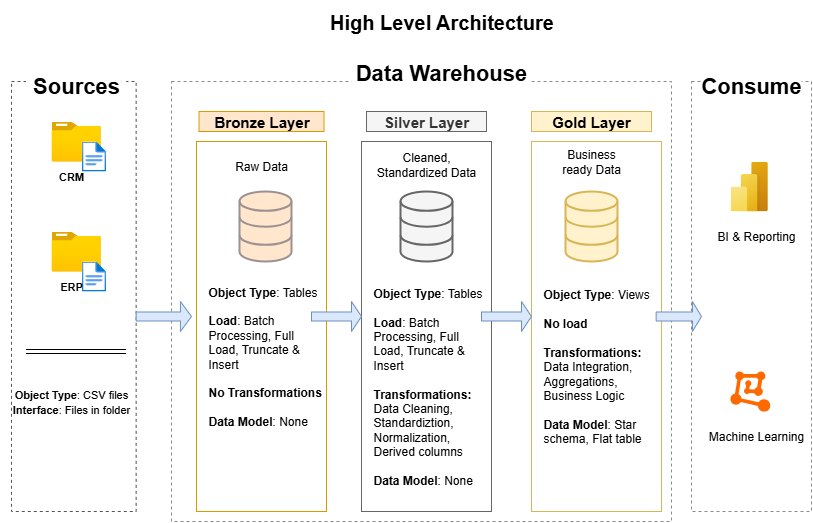 High Level Architecture
Sources
CRM
ERP
Object Type: CSV files
Interface: Files in folder
Data Warehouse
Bronze Layer
Raw Data
Object Type: Tables
Load: Batch
Processing, Full
Load, Truncate &
Insert
No Transformations
Data Model: None
Silver Layer
Cleaned,
Standardized Data
Object Type: Tables
Load: Batch
Processing, Full
Load, Truncate &
Insert
Transformations:
Data Cleaning,
Standardiztion,
Normalization,
Derived columns
Data Model: None
Gold Layer
Business
ready Data
Object Type: Views
No load
Transformations:
Data Integration,
Aggregations,
Business Logic
Data Model: Star
schema, Flat table
Consume
BI & Reporting
Machine Learning